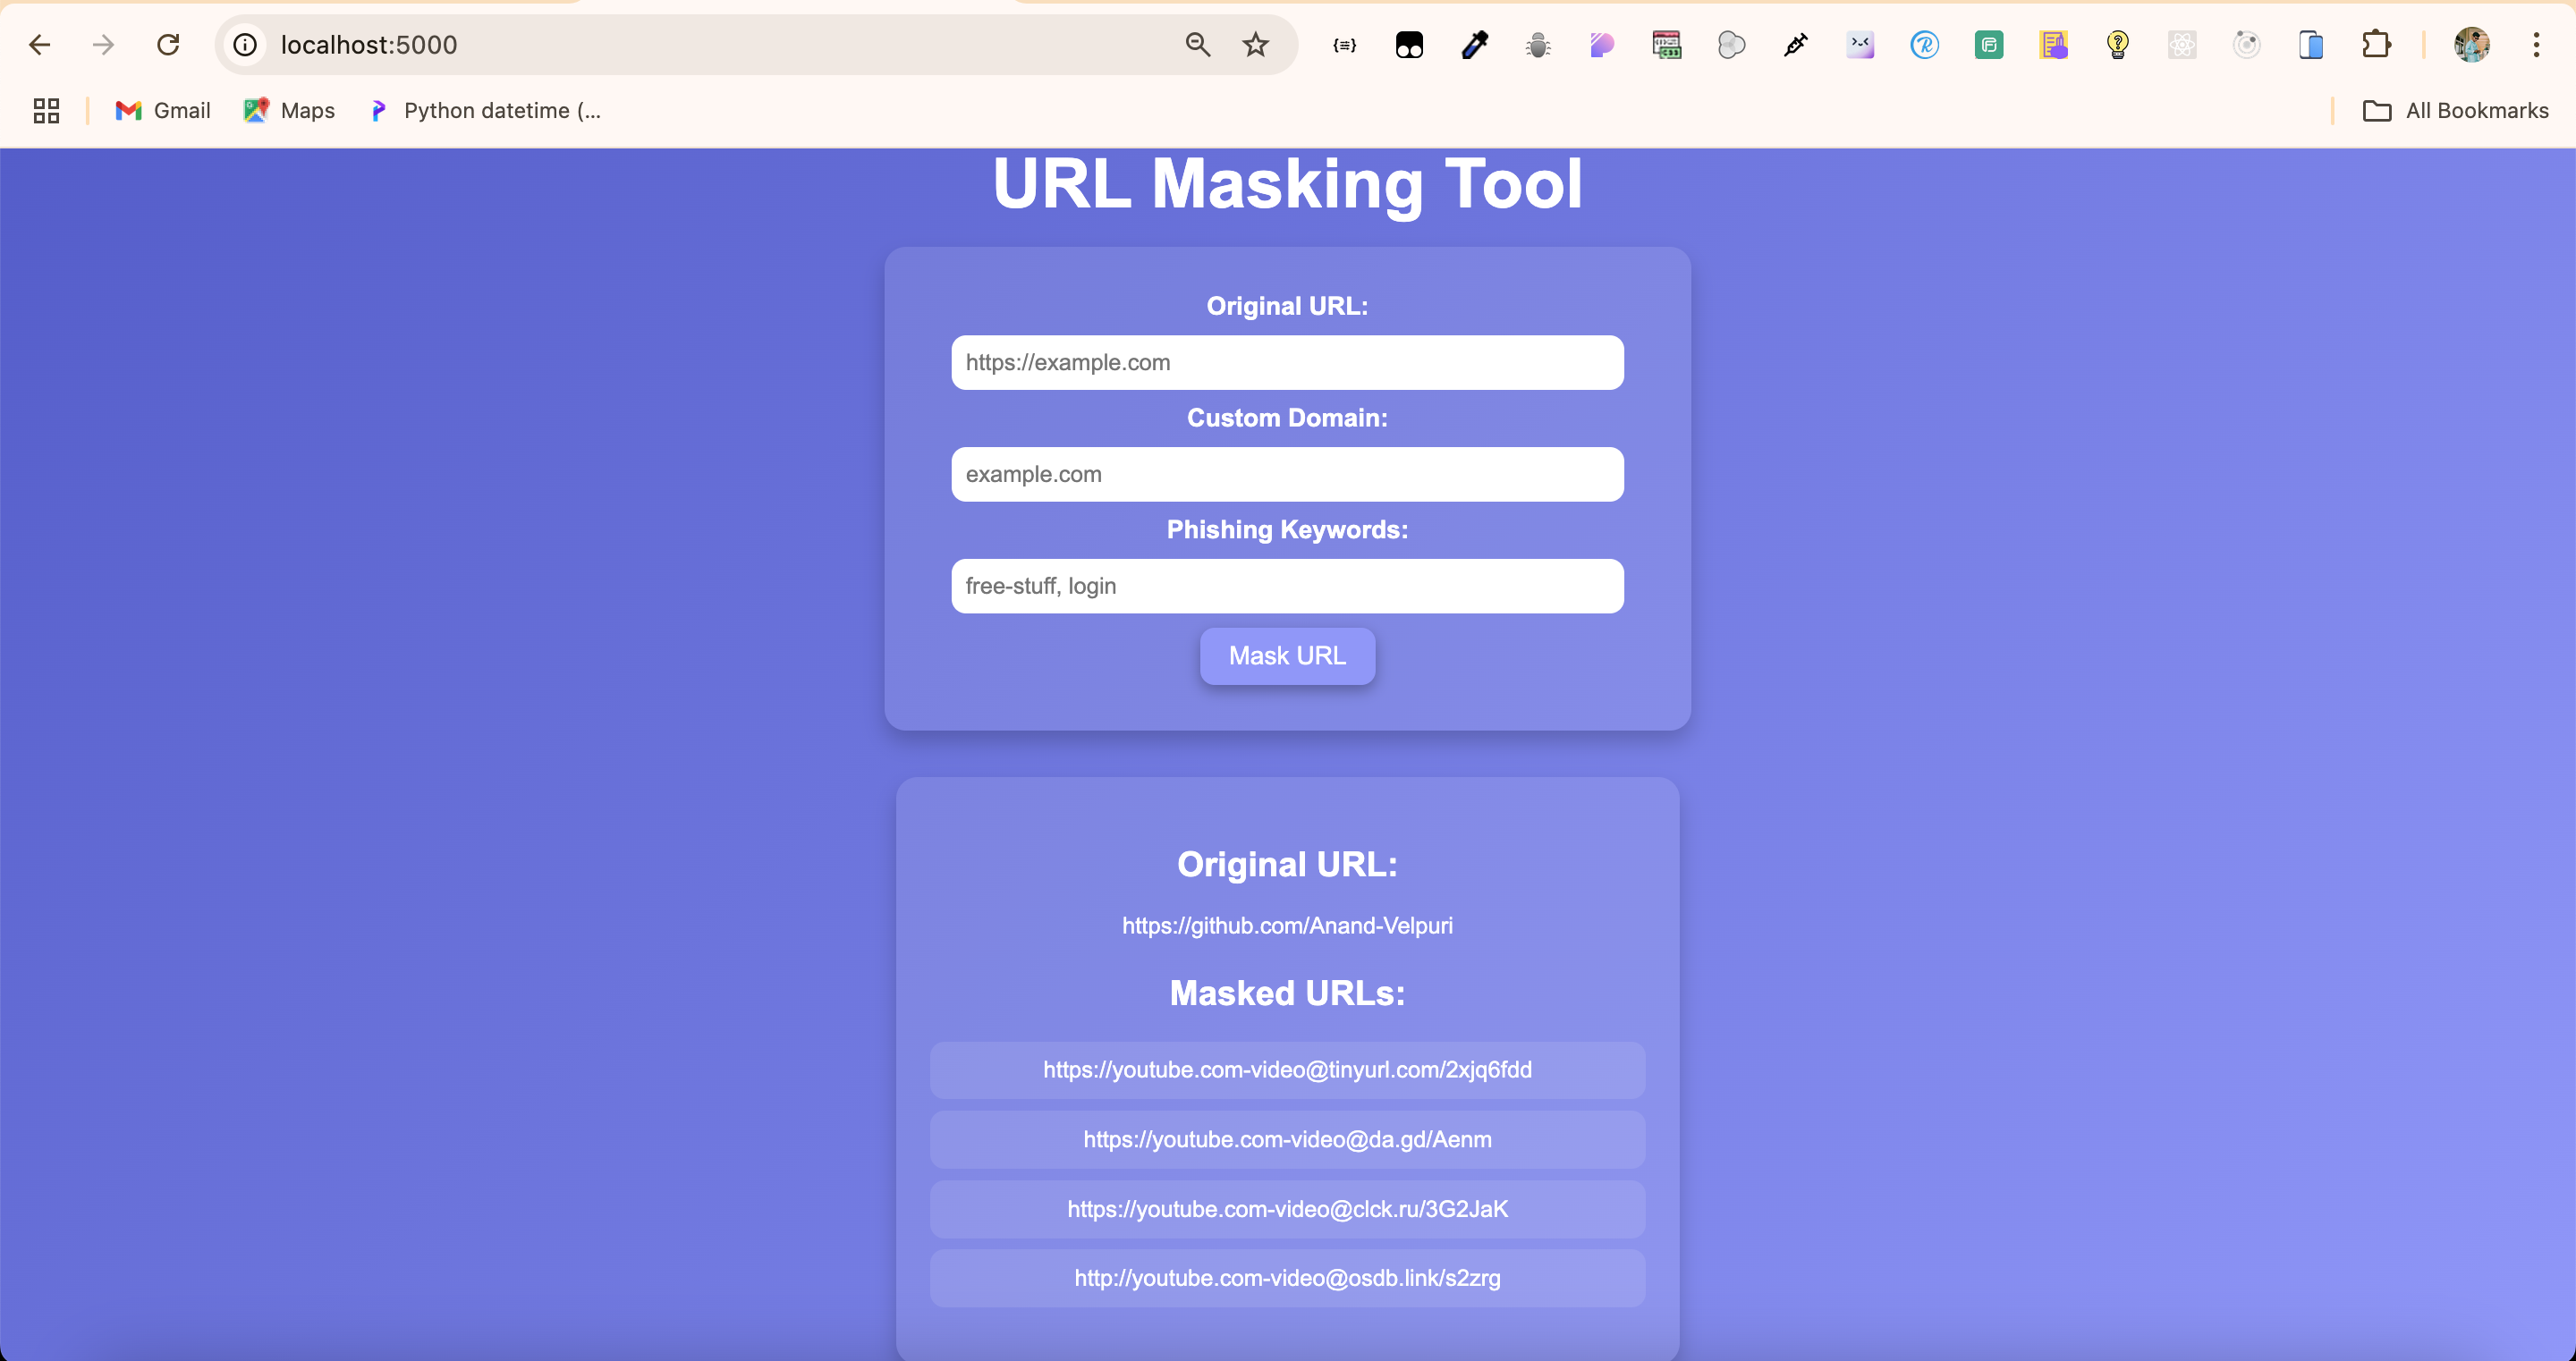 localhost:5000
Gmail Maps Python datetime (... All Bookmarks
URL Masking Tool
Original URL:
https://example.com
Custom Domain:
example.com
Phishing Keywords:
free-stuff, login
Mask URL
Original URL:
https://github.com/Anand-Velpuri
Masked URLs:
https://youtube.com-video@tinyurl.com/2xjq6fdd
https://youtube.com-video@da.gd/Aenm
https://youtube.com-video@clck.ru/3G2JaK
http://youtube.com-video@osdb.link/s2zrg